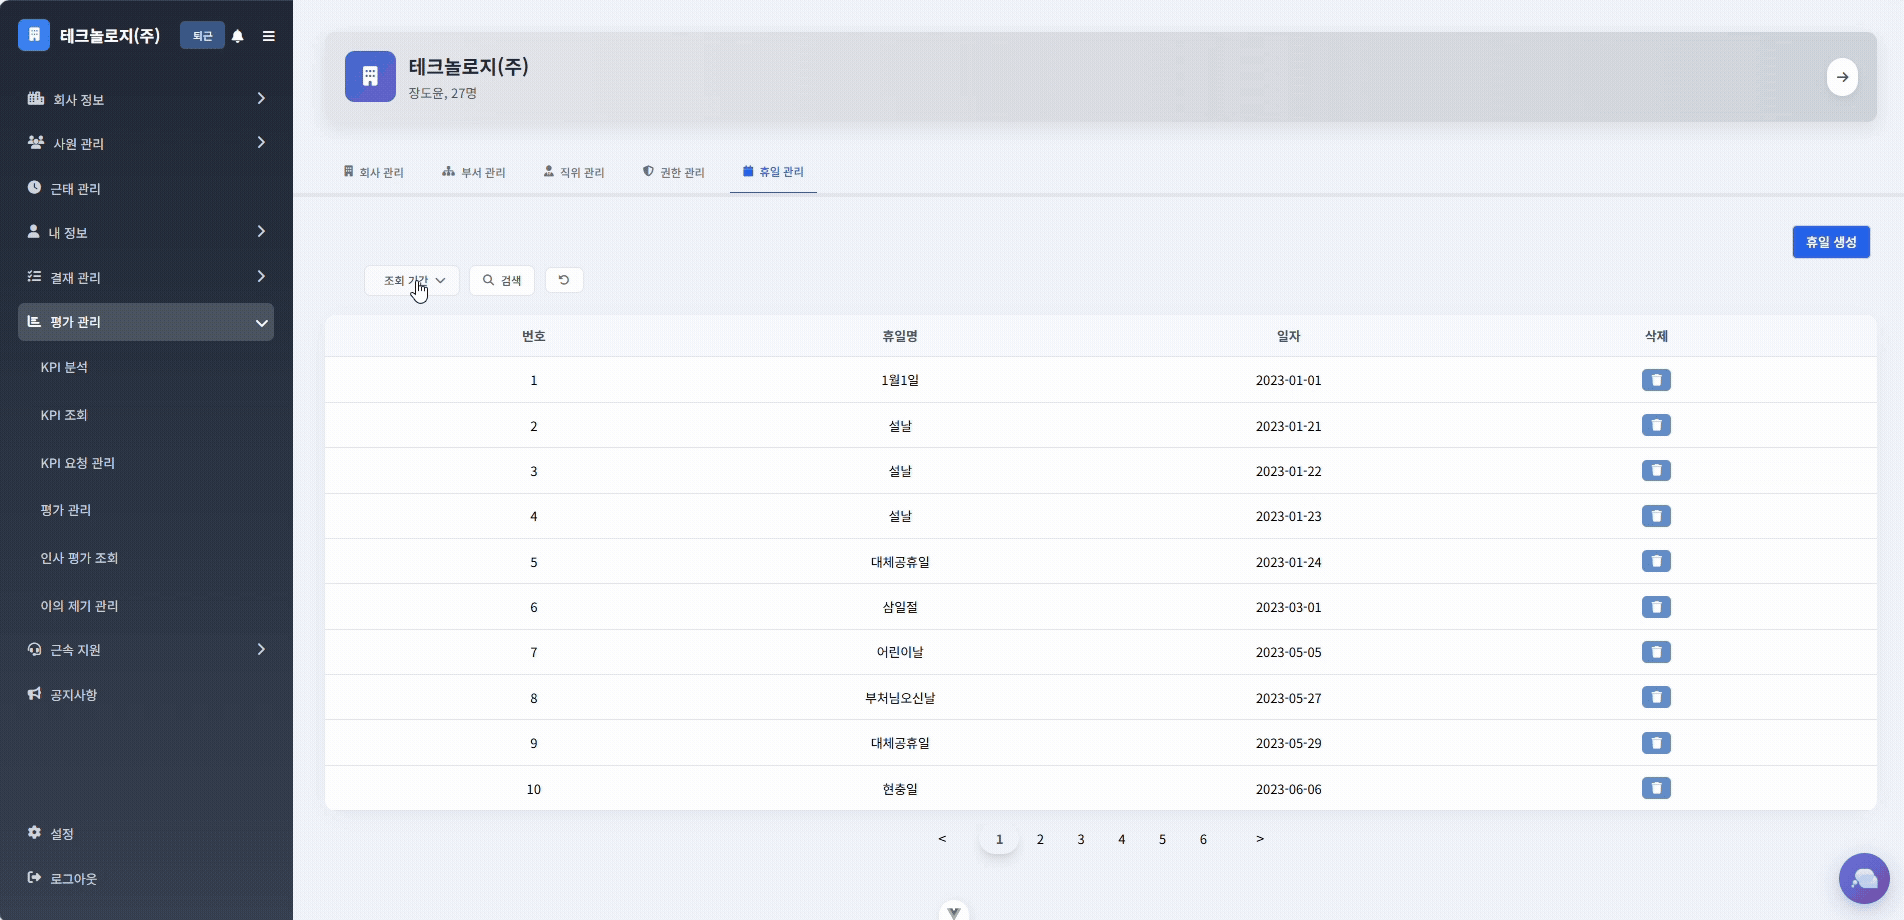 테크놀로지(주) 퇴근
회사 정보
사원 관리
근태 관리
내 정보
결재 관리
평가 관리
KPI 분석
KPI 조회
KPI 요청 관리
평가 관리
인사 평가 조회
이의 제기 관리
근속 지원
공지사항
설정
로그아웃
테크놀로지(주)
장도윤, 27명
회사 관리 부서 관리 직위 관리 권한 관리 휴일 관리
휴일 생성
조회 기간 검색
번호 휴일명 일자 삭제
1 1월1일 2023-01-01
2 설날 2023-01-21
3 설날 2023-01-22
4 설날 2023-01-23
5 대체공휴일 2023-01-24
6 삼일절 2023-03-01
7 어린이날 2023-05-05
8 부처님오신날 2023-05-27
9 대체공휴일 2023-05-29
10 현충일 2023-06-06
< 1 2 3 4 5 6 >